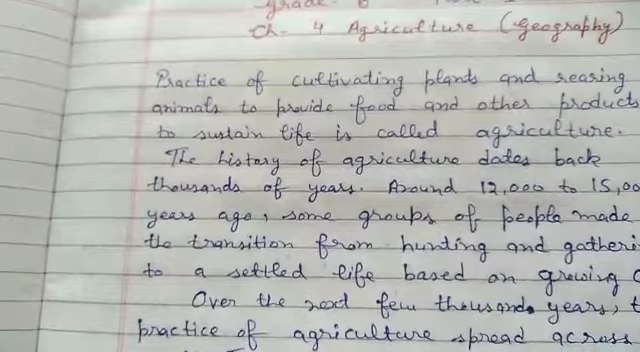 Ch- 4 Agriculture (Geography)
Practice of cultivating plants and rearing
animals to provide food and other products
to sustain life is called agriculture.
The history of agriculture dates back
thousands of years. Around 12,000 to 15,00
years ago, some groups of people made
the transition from hunting and gatheri
to a settled life based on growing
Over the next few thousands years, t
practice of agriculture spread across